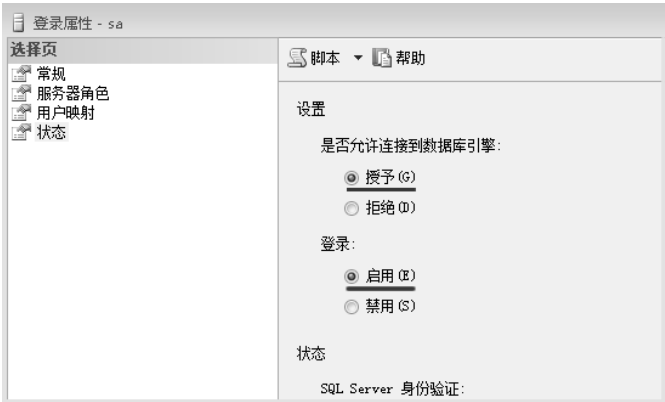 登录属性 - sa
选择页
常规
服务器角色
用户映射
状态
脚本 帮助
设置
是否允许连接到数据库引擎:
授予(G)
拒绝(D)
登录:
启用(E)
禁用(S)
状态
SQL Server 身份验证: